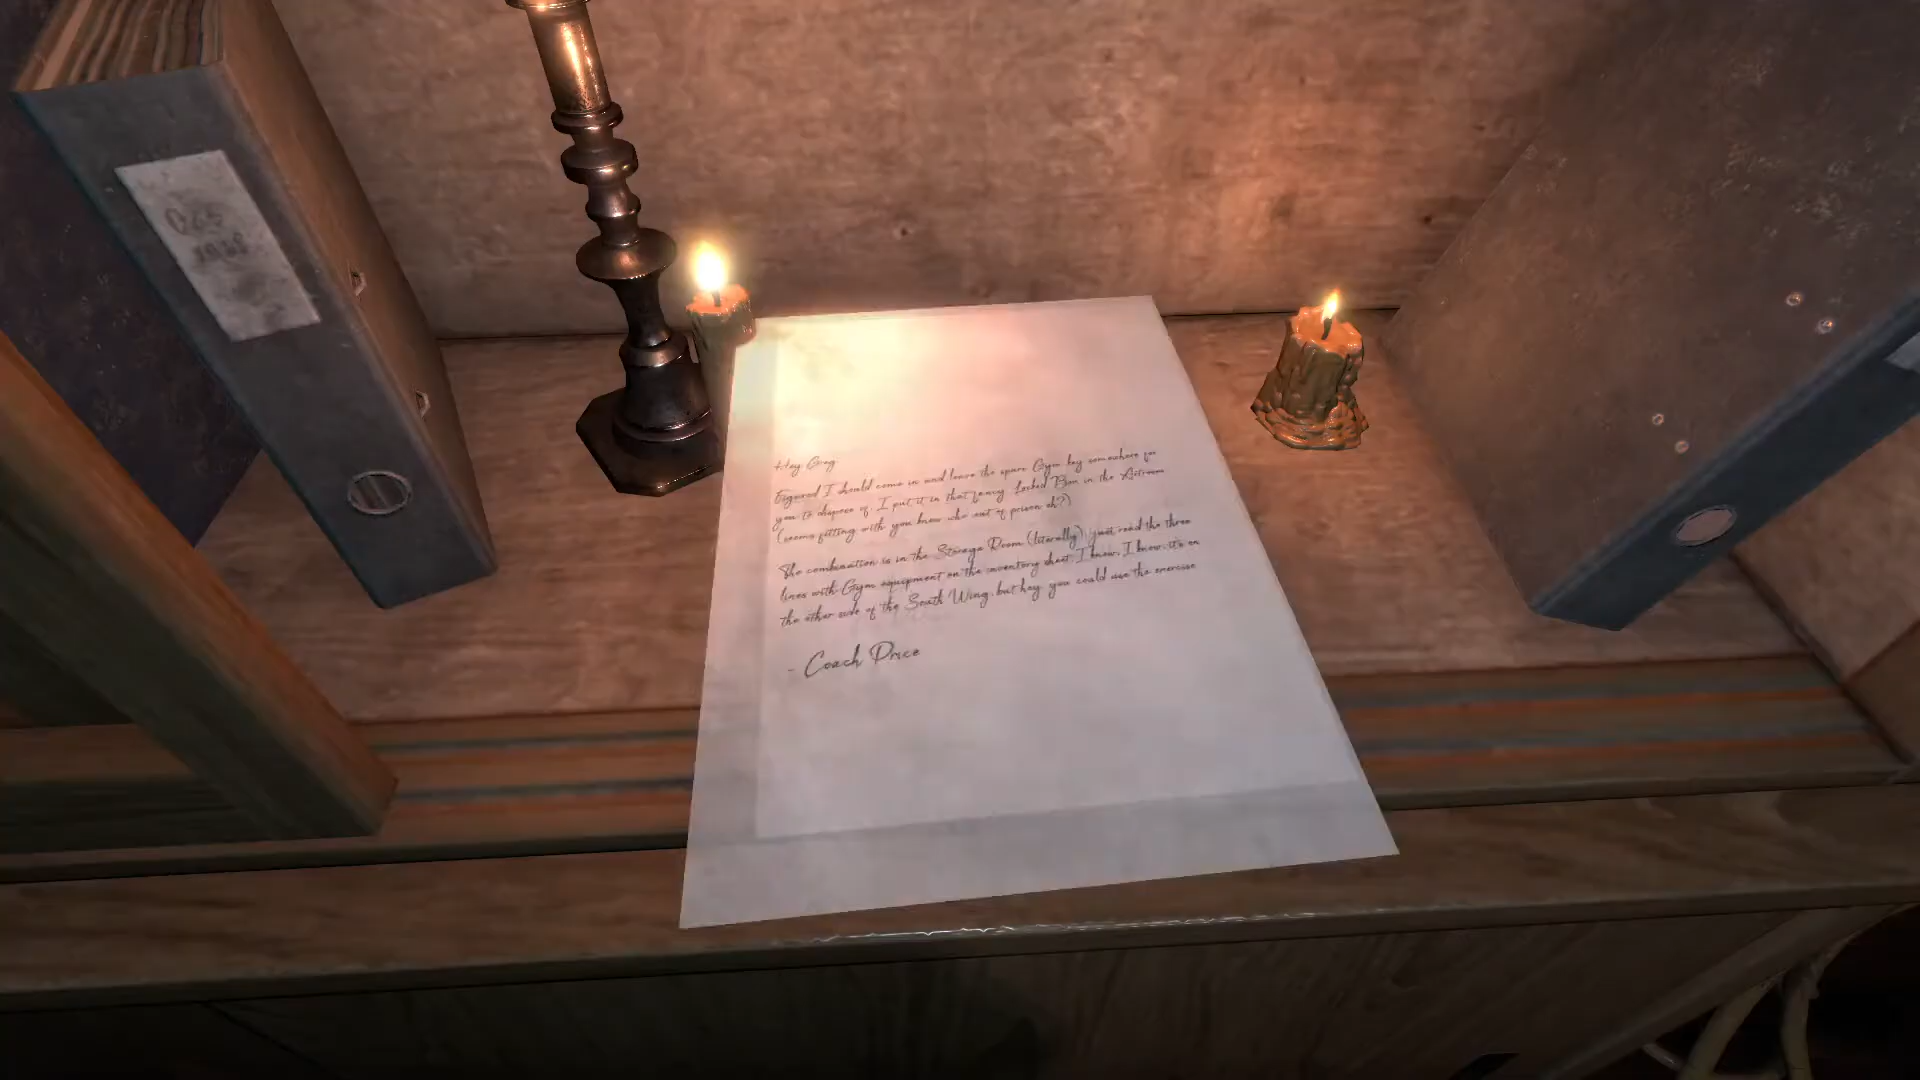 Hey Greg
Figured I should come in and leave the spare Gym key somewhere for
you to dispose of. I put it in that fancy Locked Box in the Artroom
(seems fitting with you know who out of prison eh?)
The combination is in the Storage Room (literally), just read the three
lines with Gym equipment on the inventory sheet. I know, I know, it's on
the other side of the South Wing, but hey, you could use the exercise
- Coach Price